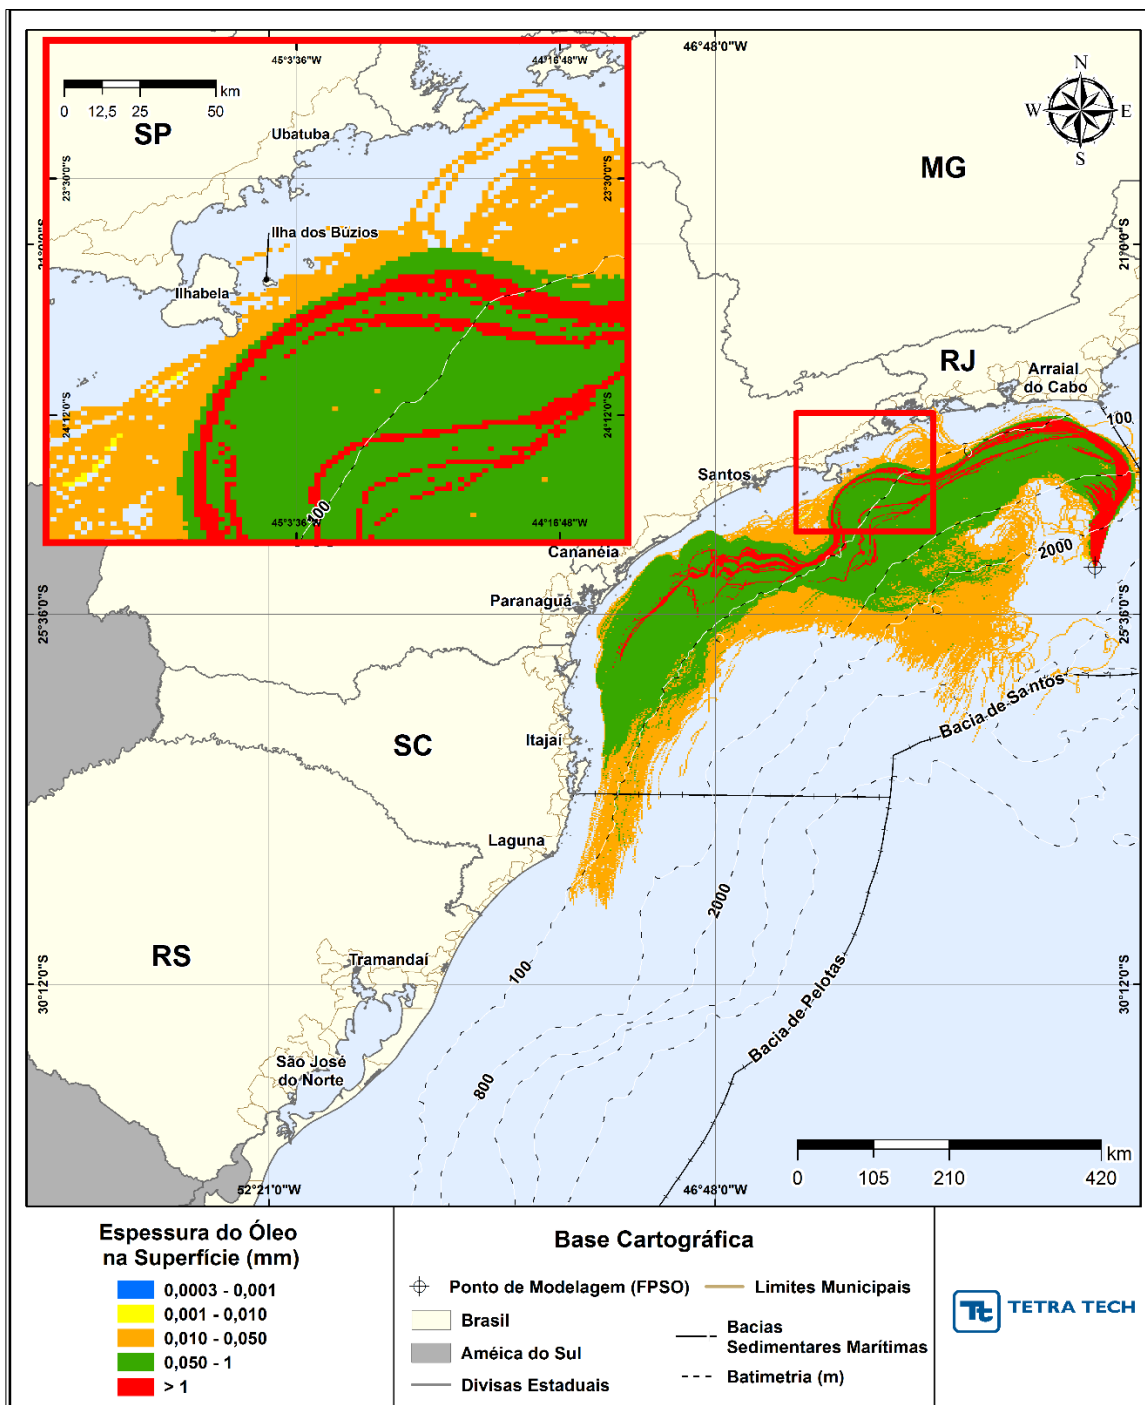 46°48'0"W
45°3'36"W
44°16'48"W
0 12,5 25 50 km
SP
Ubatuba
23°30'0"S
23°30'0"S
N
W E
S
MG
24°0'0"S
21°0'0"S
Ilha dos Búzios
Ilhabela
24°12'0"S
24°12'0"S
RJ
Arraial
do Cabo
100
Santos
45°3'36"W
44°16'48"W
100
2000
Cananéia
Paranaguá
25°36'0"S
25°36'0"S
Bacia de Santos
SC
Itajaí
Laguna
2000
RS
Tramandaí
100
30°12'0"S
30°12'0"S
Bacia de Pelotas
São José
do Norte
800
km
0 105 210 420
52°21'0"W
46°48'0"W
Espessura do Óleo
na Superfície (mm)
0,0003 - 0,001
0,001 - 0,010
0,010 - 0,050
0,050 - 1
> 1
Base Cartográfica
Ponto de Modelagem (FPSO)
Limites Municipais
Brasil
Bacias
Sedimentares Marítimas
Améica do Sul
Divisas Estaduais
Batimetria (m)
Tt
TETRA TECH